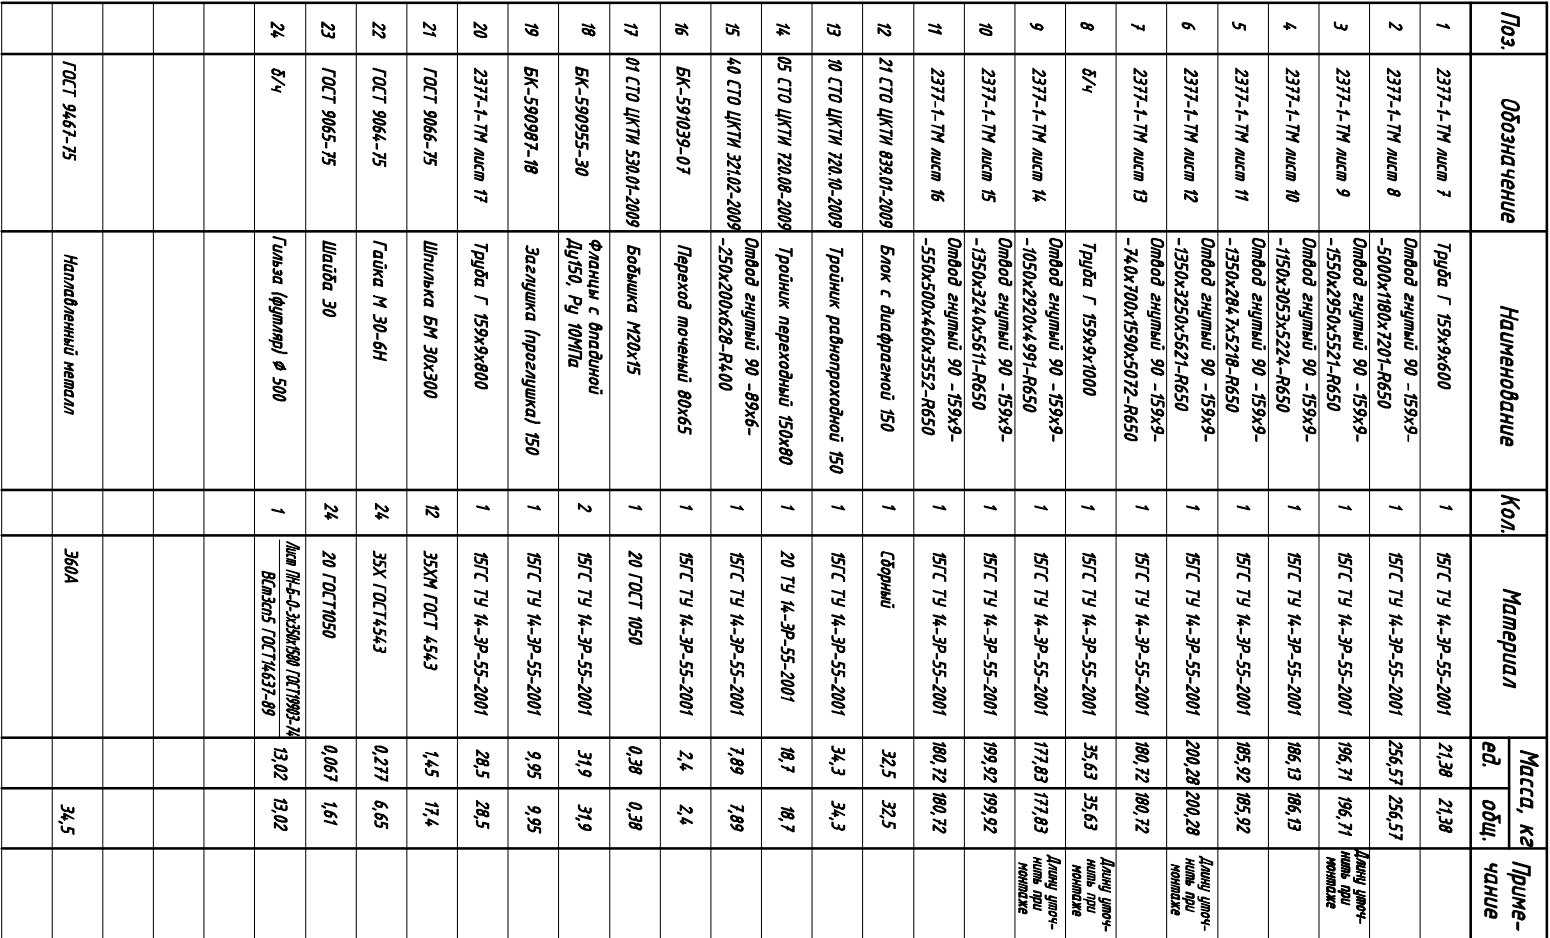 Поз. Обозначение Наименование Кол. Материал Масса, кг Приме-
ед. общ. чание
1 2377-1-ТМ лист 7 Труба Г 159х9х600 1 15ГС ТУ 14-3Р-55-2001 21,38 21,38
2 2377-1-ТМ лист 8 Отвод гнутый 90 -159х9- 1 15ГС ТУ 14-3Р-55-2001 256,57 256,57
-5000х1180х7201-R650
3 2377-1-ТМ лист 9 Отвод гнутый 90 -159х9- 1 15ГС ТУ 14-3Р-55-2001 196,71 196,71 Длину уточ-
-1550х2950х5521-R650 нить при
монтаже
4 2377-1-ТМ лист 10 Отвод гнутый 90 -159х9- 1 15ГС ТУ 14-3Р-55-2001 186,13 186,13
-1150х3053х5224-R650
5 2377-1-ТМ лист 11 Отвод гнутый 90 -159х9- 1 15ГС ТУ 14-3Р-55-2001 185,92 185,92
-1350х2847х5218-R650
6 2377-1-ТМ лист 12 Отвод гнутый 90 -159х9- 1 15ГС ТУ 14-3Р-55-2001 200,28 200,28 Длину уточ-
-1350х3250х5621-R650 нить при
монтаже
7 2377-1-ТМ лист 13 Отвод гнутый 90 -159х9- 1 15ГС ТУ 14-3Р-55-2001 180,72 180,72
-740х700х1590х5072-R650
8 б/ч Труба Г 159х9х1000 1 15ГС ТУ 14-3Р-55-2001 35,63 35,63 Длину уточ-
нить при
монтаже
9 2377-1-ТМ лист 14 Отвод гнутый 90 -159х9- 1 15ГС ТУ 14-3Р-55-2001 177,83 177,83 Длину уточ-
-1050х2920х4991-R650 нить при
монтаже
10 2377-1-ТМ лист 15 Отвод гнутый 90 -159х9- 1 15ГС ТУ 14-3Р-55-2001 199,92 199,92
-1350х3240х5611-R650
11 2377-1-ТМ лист 16 Отвод гнутый 90 -159х9- 1 15ГС ТУ 14-3Р-55-2001 180,72 180,72
-550х500х460х3552-R650
12 21 СТО ЦКТИ 839.01-2009 Блок с диафрагмой 150 1 Сборный 32,5 32,5
13 10 СТО ЦКТИ 720.10-2009 Тройник равнопроходной 150 1 15ГС ТУ 14-3Р-55-2001 34,3 34,3
14 05 СТО ЦКТИ 720.08-2009 Тройник переходный 150х80 1 20 ТУ 14-3Р-55-2001 18,7 18,7
15 40 СТО ЦКТИ 321.02-2009 Отвод гнутый 90 -89х6- 1 15ГС ТУ 14-3Р-55-2001 7,89 7,89
-250х200х628-R400
16 БК-591039-07 Переход точеный 80х65 1 15ГС ТУ 14-3Р-55-2001 2,4 2,4
17 01 СТО ЦКТИ 530.01-2009 Бобышка М20х15 1 20 ГОСТ 1050 0,38 0,38
18 БК-590955-30 Фланцы с впадиной 2 15ГС ТУ 14-3Р-55-2001 31,9 31,9
Ду150, Ру 10МПа
19 БК-590987-18 Заглушка (проглушка) 150 1 15ГС ТУ 14-3Р-55-2001 9,95 9,95
20 2377-1-ТМ лист 17 Труба Г 159х9х800 1 15ГС ТУ 14-3Р-55-2001 28,5 28,5
21 ГОСТ 9066-75 Шпилька БМ 30х300 12 35ХМ ГОСТ 4543 1,45 17,4
22 ГОСТ 9064-75 Гайка М 30-6Н 24 35Х ГОСТ4543 0,277 6,65
23 ГОСТ 9065-75 Шайба 30 24 20 ГОСТ1050 0,067 1,61
24 б/ч Гильза (футляр) Ø 500 1 Лист ПН-Б-О-3х350х1580 ГОСТ19903-74 13,02 13,02
ВСт3сп5 ГОСТ14637-89
ГОСТ 9467-75 Наплавленный металл Э60А 34,5